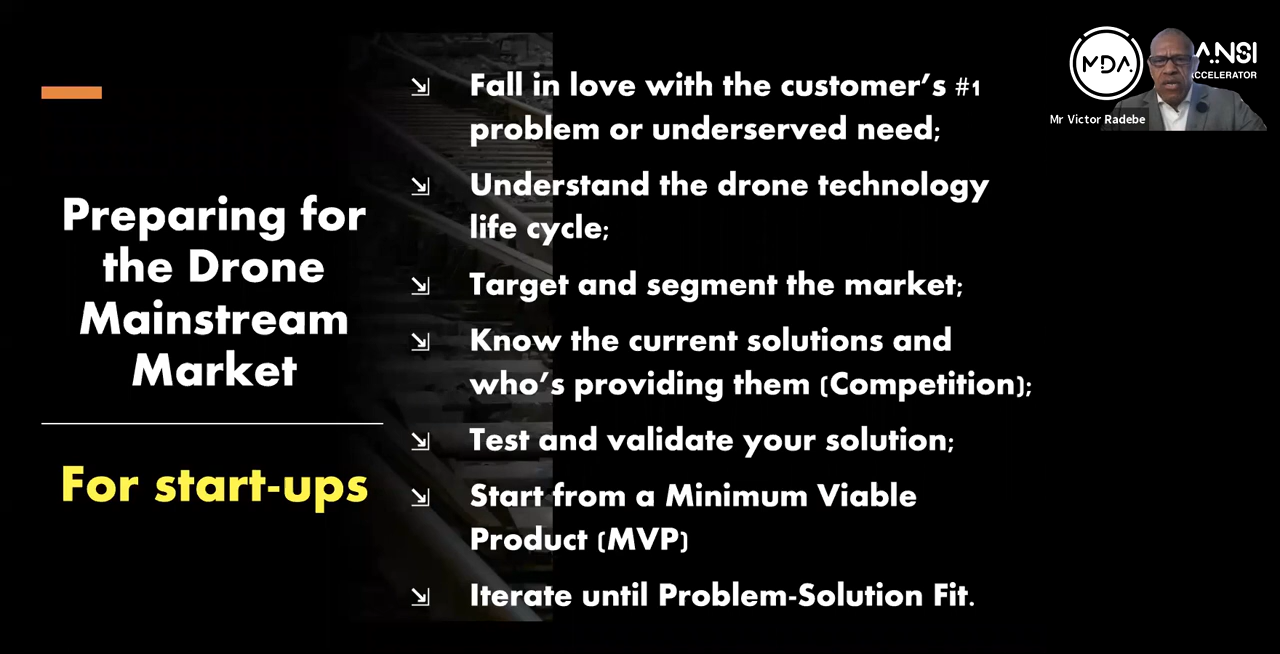 Preparing for
the Drone
Mainstream
Market
For start-ups
Fall in love with the customer’s #1
problem or underserved need;
Understand the drone technology
life cycle;
Target and segment the market;
Know the current solutions and
who’s providing them (Competition);
Test and validate your solution;
Start from a Minimum Viable
Product (MVP)
Iterate until Problem-Solution Fit.
MDA
ANSI
ACCELERATOR
Mr Victor Radebe